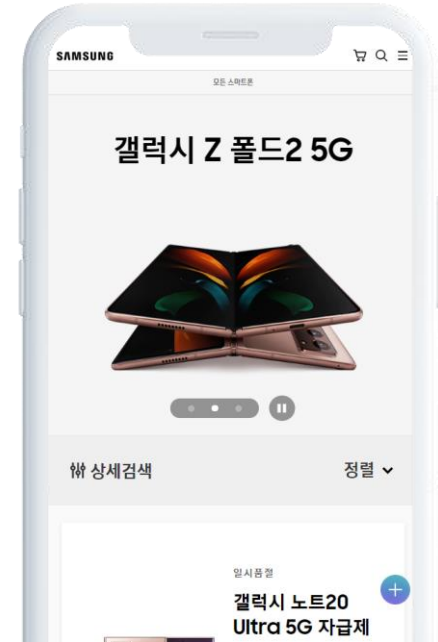 SAMSUNG
모든 스마트폰
갤럭시 Z 폴드2 5G
상세검색
정렬
일시품절
갤럭시 노트20
Ultra 5G 자급제